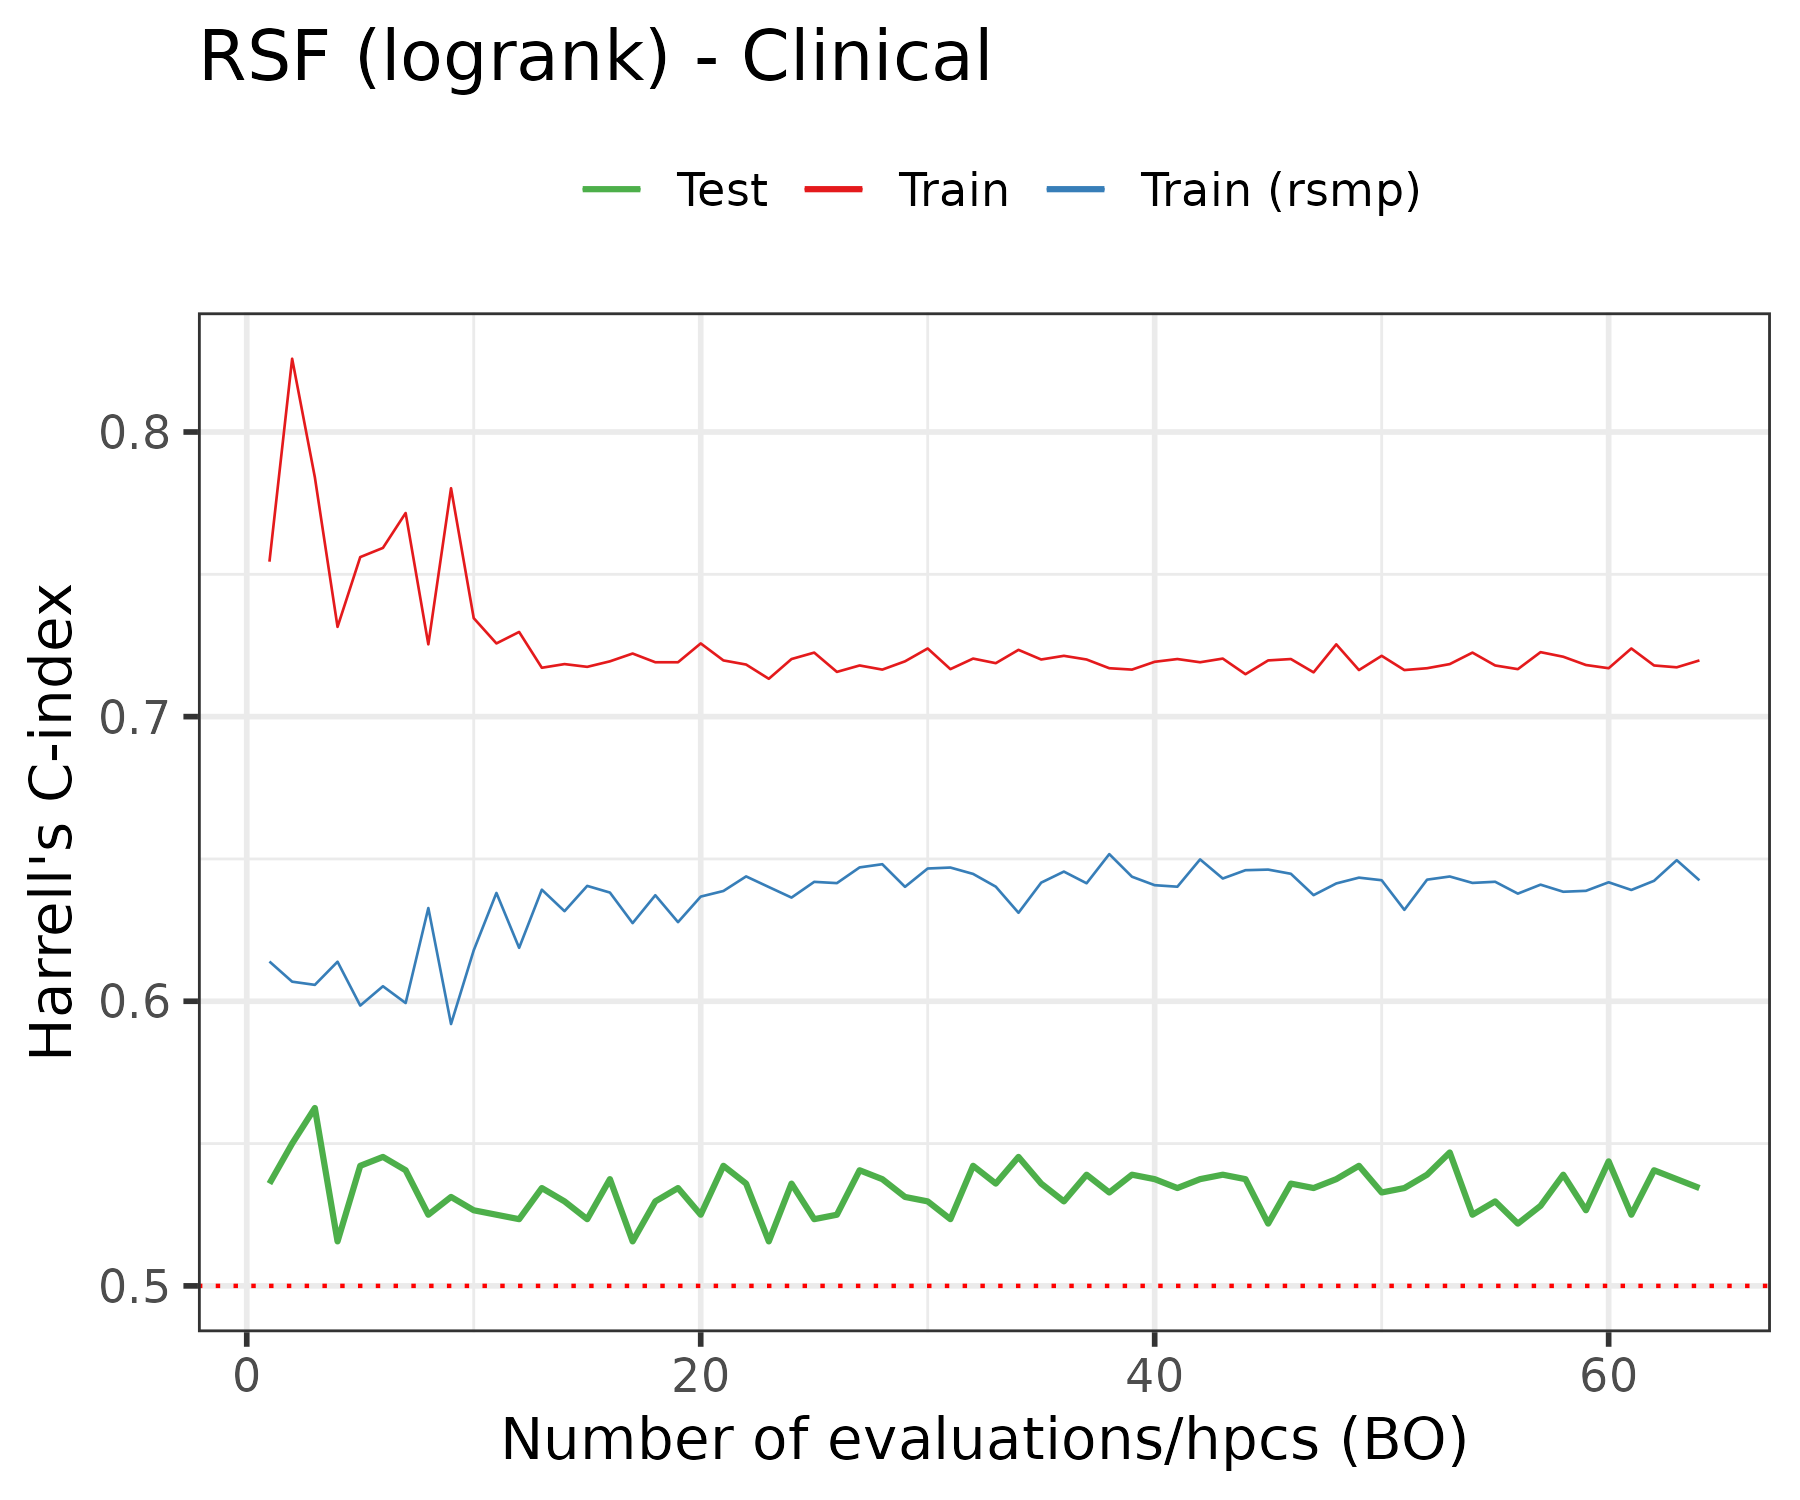 RSF (logrank) - Clinical
Test Train Train (rsmp)
Harrell's C-index
0.8
0.7
0.6
0.5
0 20 40 60
Number of evaluations/hpcs (BO)